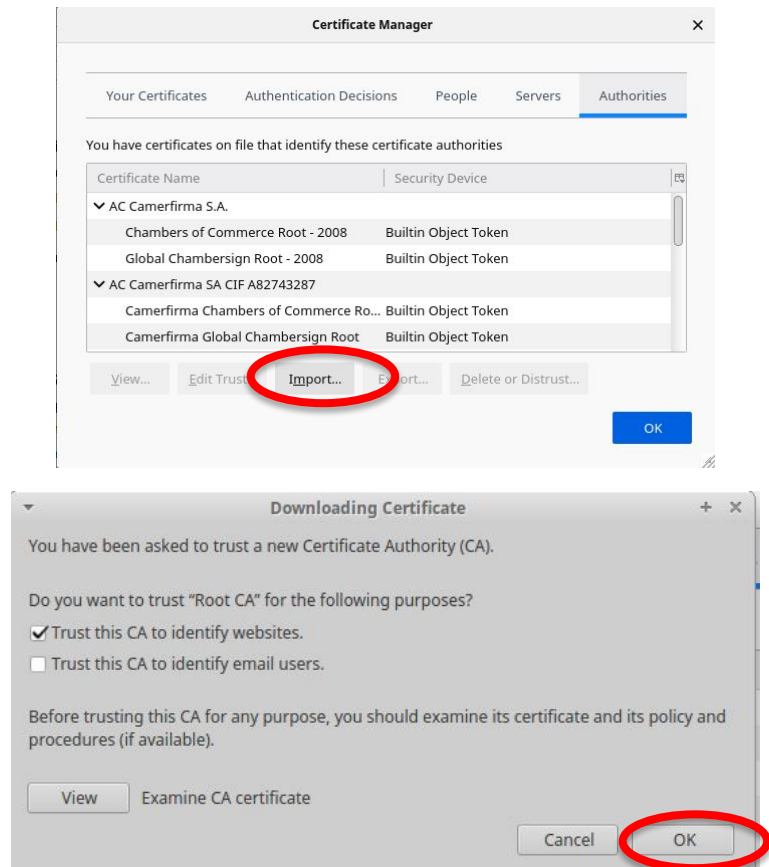 Certificate Manager
Your Certificates Authentication Decisions People Servers Authorities
You have certificates on file that identify these certificate authorities
Certificate Name Security Device
AC Camerfirma S.A.
Chambers of Commerce Root - 2008 Builtin Object Token
Global Chambersign Root - 2008 Builtin Object Token
AC Camerfirma SA CIF A82743287
Camerfirma Chambers of Commerce Ro... Builtin Object Token
Camerfirma Global Chambersign Root Builtin Object Token
View... Edit Trust Import... Export... Delete or Distrust...
OK
Downloading Certificate
You have been asked to trust a new Certificate Authority (CA).
Do you want to trust “Root CA” for the following purposes?
Trust this CA to identify websites.
Trust this CA to identify email users.
Before trusting this CA for any purpose, you should examine its certificate and its policy and
procedures (if available).
View Examine CA certificate
Cancel OK